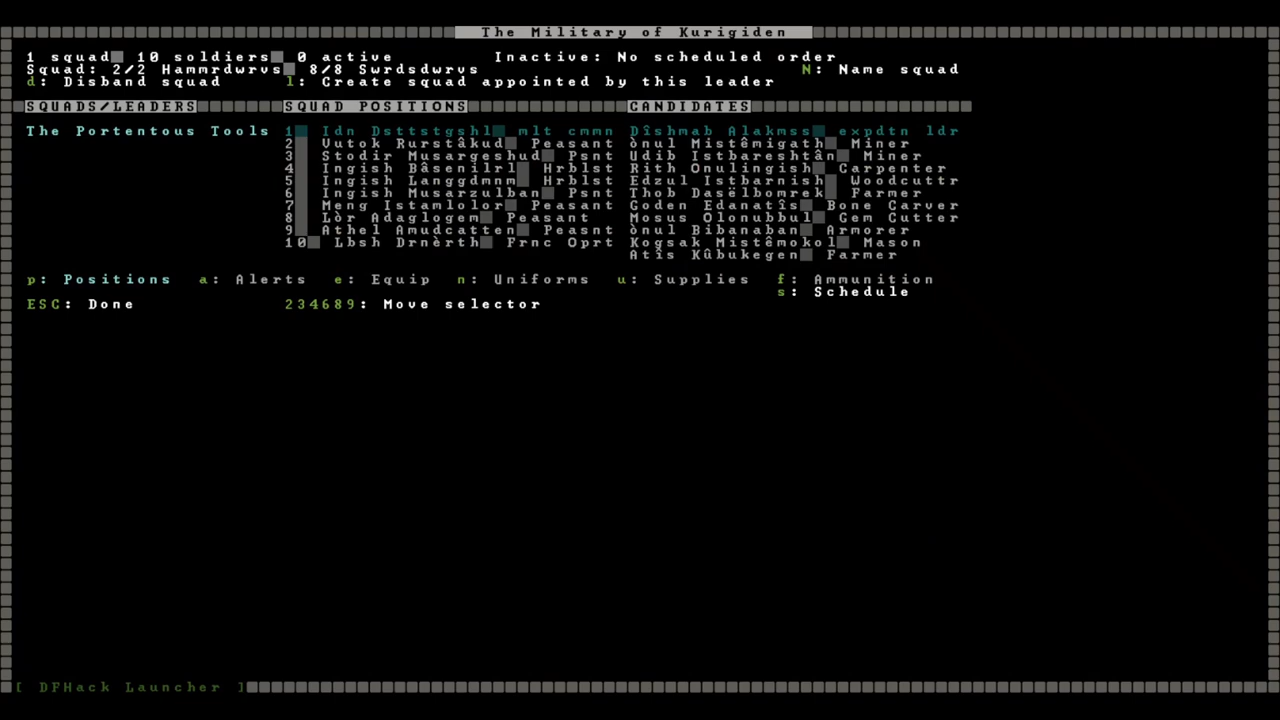 The Military of Kurigiden
1 squad 10 soldiers 0 active Inactive: No scheduled order
Squad: 2/2 Hammrdwrvs 8/8 Swrdsdwrvs N: Name squad
d: Disband squad l: Create squad appointed by this leader
SQUADS/LEADERS SQUAD POSITIONS CANDIDATES
The Portentous Tools 1 Idn Dsttstgshl mlt cmmn Dîshmab Alakmss expdtn ldr
2 Vutok Rurstâkud Peasant ònul Mistêmigath Miner
3 Stodir Musargeshud Psnt Udib Istbareshtân Miner
4 Ingish Bâsenilrl Hrblst Rith Onulingish Carpenter
5 Ingish Langgdmnm Hrblst Edzul Istbarnish Woodcuttr
6 Ingish Musarzulban Psnt Thob Dasëlbomrek Farmer
7 Meng Istamlolor Peasant Goden Edanatîs Bone Carver
8 Lòr Adaglogem Peasant Mosus Olonubbul Gem Cutter
9 Athel Amudcatten Peasnt ònul Bibanaban Armorer
10 Lbsh Drnèrth Frnc Oprt Kogsak Mistêmokol Mason
Atîs Kûbukegen Farmer
p: Positions a: Alerts e: Equip n: Uniforms u: Supplies f: Ammunition
s: Schedule
ESC: Done 234689: Move selector
[ DFHack Launcher ]